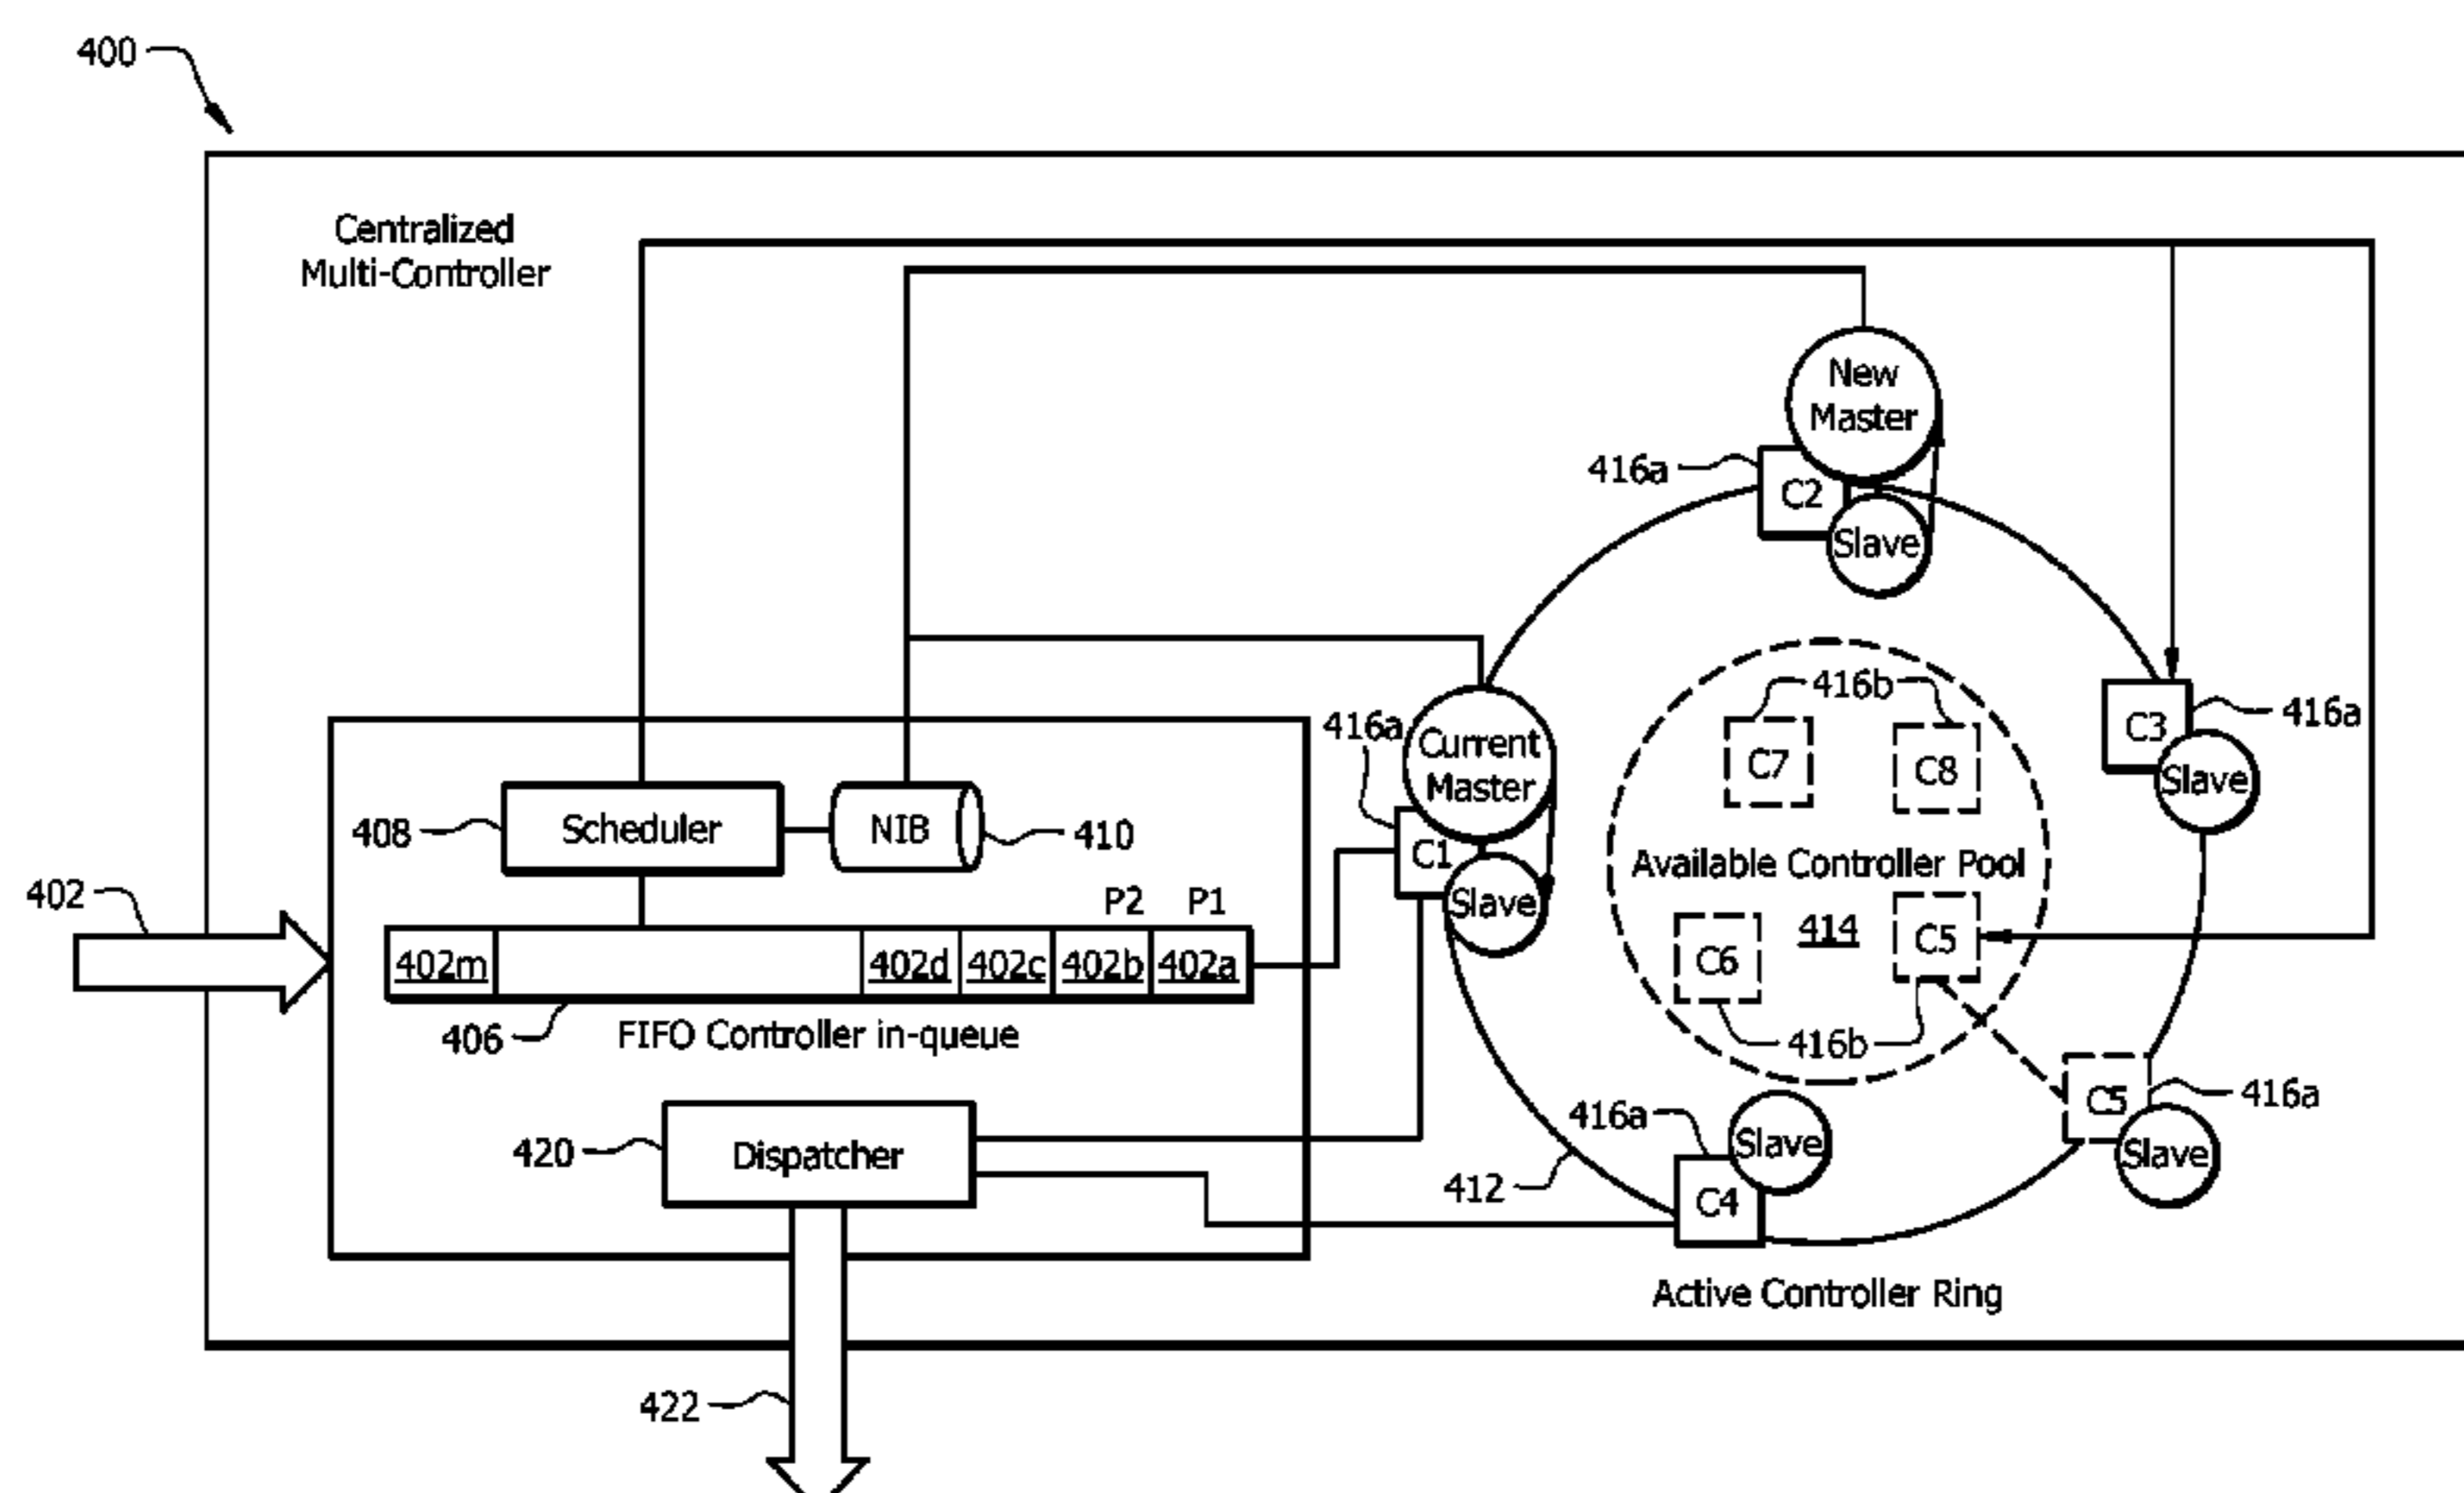 400
Centralized
Multi-Controller
New
Master
416a
C2
Slave
416b
416a
C3
416a
Current
Master
C7
C8
Slave
408
Scheduler
NIB
410
C1
Available Controller Pool
402
P2
P1
Slave
414
C5
402m
402d
402c
402b
402a
C6
406
FIFO Controller in-queue
416b
C5
416a
416a
Slave
420
Dispatcher
Slave
412
C4
Active Controller Ring
422